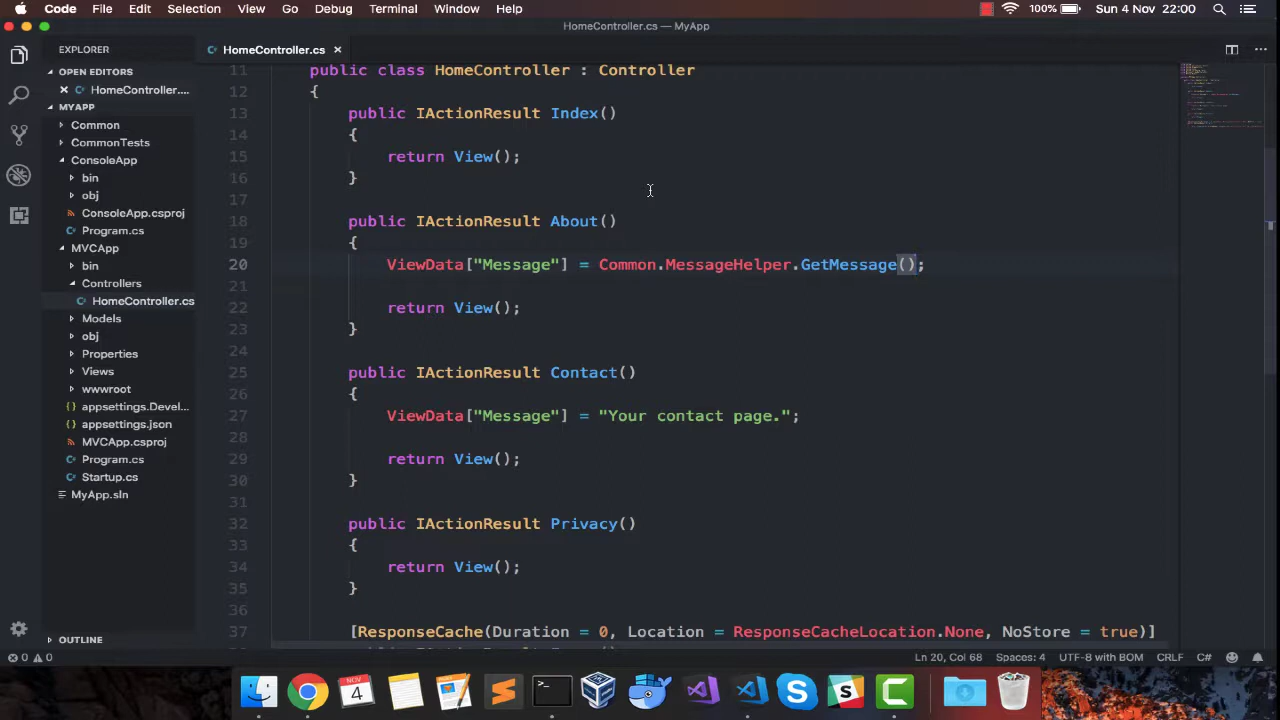 Code File Edit Selection View Go Debug Terminal Window Help 100% Sun 4 Nov 22:00
HomeController.cs — MyApp
EXPLORER
OPEN EDITORS
HomeController....
MYAPP
Common
CommonTests
ConsoleApp
bin
obj
ConsoleApp.csproj
Program.cs
MVCApp
bin
Controllers
HomeController.cs
Models
obj
Properties
Views
wwwroot
appsettings.Devel...
appsettings.json
MVCApp.csproj
Program.cs
Startup.cs
MyApp.sln
OUTLINE
HomeController.cs
11 public class HomeController : Controller
12 {
13 public IActionResult Index()
14 {
15 return View();
16 }
17
18 public IActionResult About()
19 {
20 ViewData["Message"] = Common.MessageHelper.GetMessage();
21
22 return View();
23 }
24
25 public IActionResult Contact()
26 {
27 ViewData["Message"] = "Your contact page.";
28
29 return View();
30 }
31
32 public IActionResult Privacy()
33 {
34 return View();
35 }
36
37 [ResponseCache(Duration = 0, Location = ResponseCacheLocation.None, NoStore = true)]
0 0 Ln 20, Col 68 Spaces: 4 UTF-8 with BOM CRLF C#
NOV
4